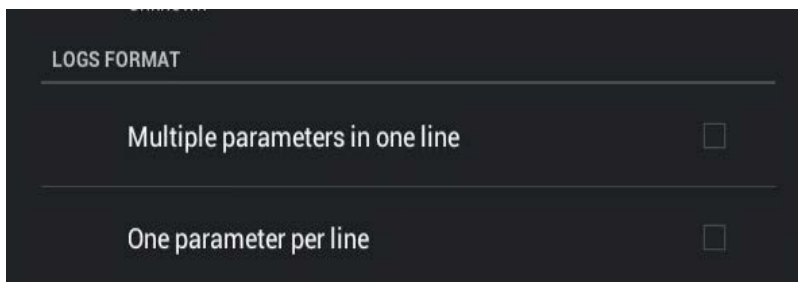 LOGS FORMAT
Multiple parameters in one line
One parameter per line